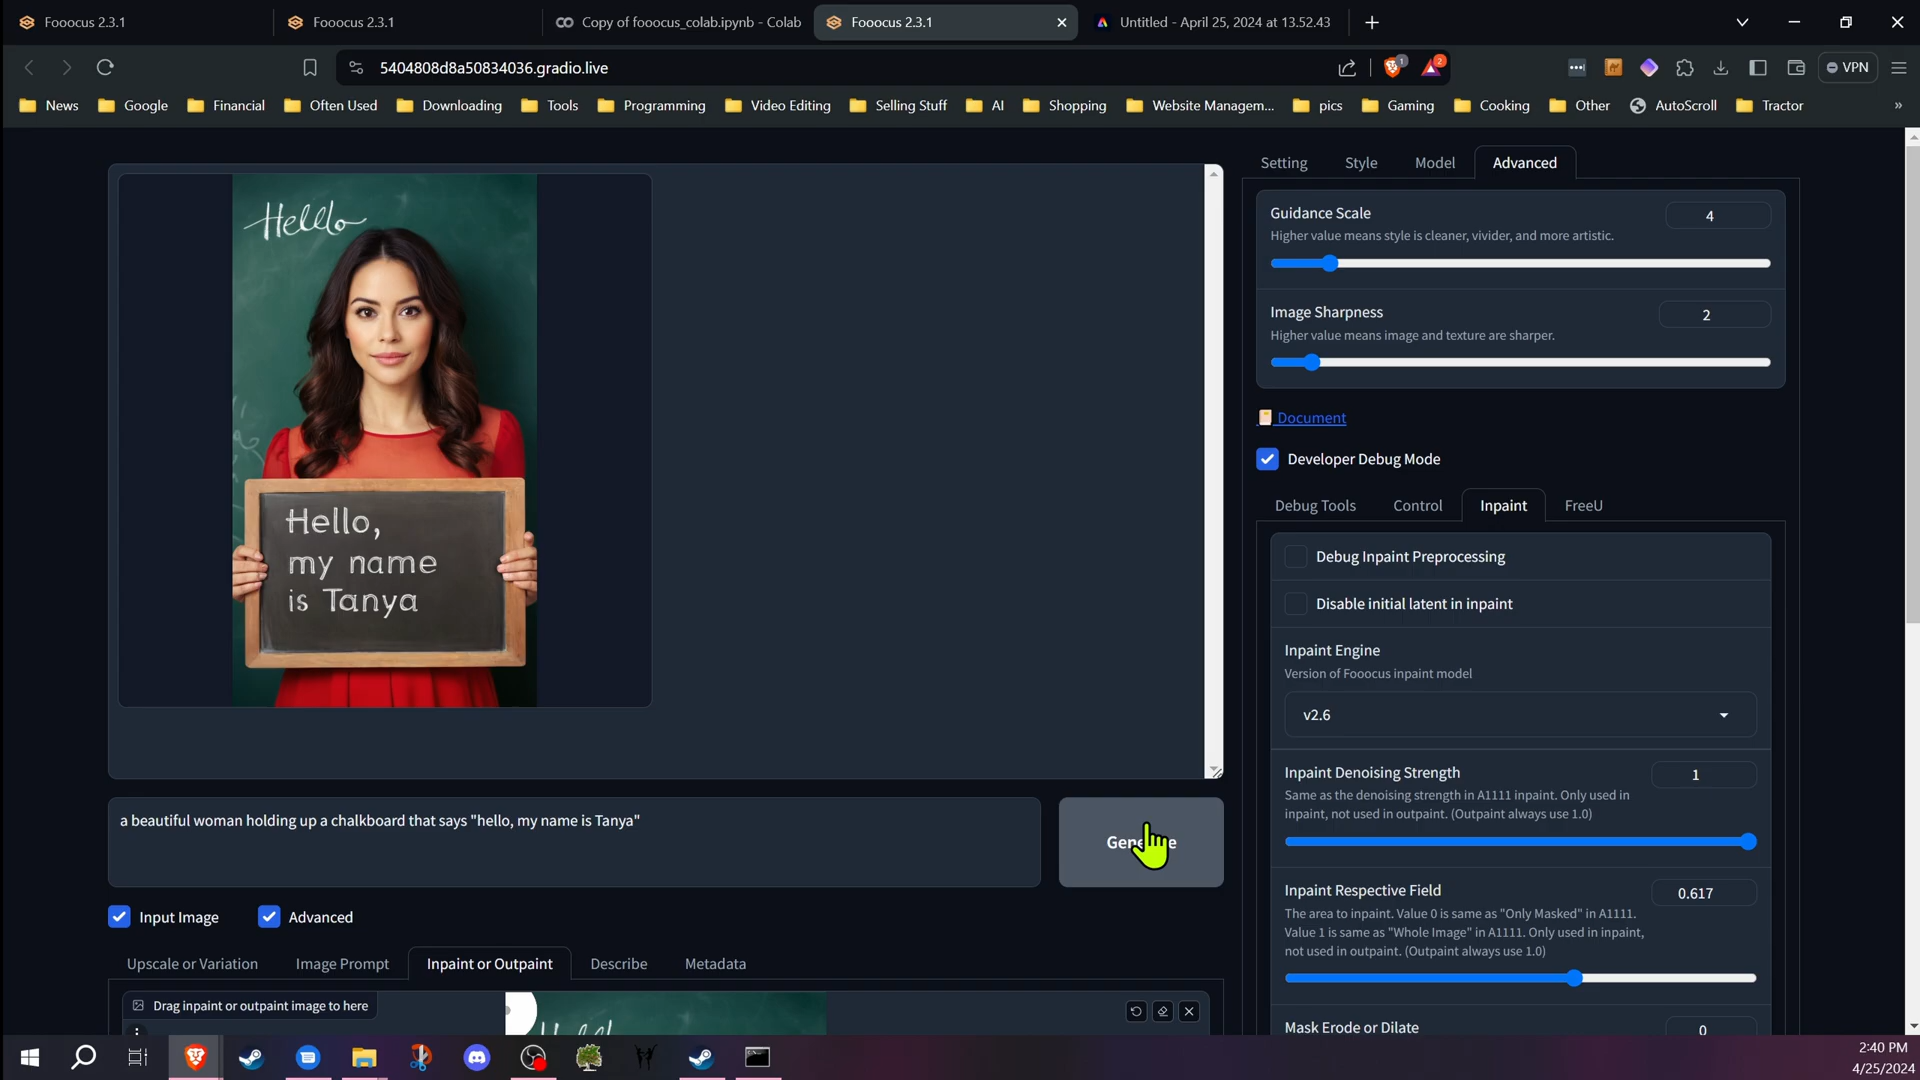 Fooocus 2.3.1
Fooocus 2.3.1
Copy of fooocus_colab.ipynb - Colab
Fooocus 2.3.1
Untitled - April 25, 2024 at 13.52.43
5404808d8a50834036.gradio.live
1
2
VPN
News
Google
Financial
Often Used
Downloading
Tools
Programming
Video Editing
Selling Stuff
AI
Shopping
Website Managem...
pics
Gaming
Cooking
Other
AutoScroll
Tractor
»
Helllo
Hello,
my name
is Tanya
a beautiful woman holding up a chalkboard that says "hello, my name is Tanya"
Input Image
Advanced
Upscale or Variation
Image Prompt
Inpaint or Outpaint
Describe
Metadata
Drag inpaint or outpaint image to here
Setting
Style
Model
Advanced
Guidance Scale
4
Higher value means style is cleaner, vivider, and more artistic.
Image Sharpness
2
Higher value means image and texture are sharper.
Document
Developer Debug Mode
Debug Tools
Control
Inpaint
FreeU
Debug Inpaint Preprocessing
Disable initial latent in inpaint
Inpaint Engine
Version of Fooocus inpaint model
v2.6
Inpaint Denoising Strength
1
Same as the denoising strength in A1111 inpaint. Only used in
inpaint, not used in outpaint. (Outpaint always use 1.0)
Inpaint Respective Field
0.617
The area to inpaint. Value 0 is same as "Only Masked" in A1111.
Value 1 is same as "Whole Image" in A1111. Only used in inpaint,
not used in outpaint. (Outpaint always use 1.0)
Mask Erode or Dilate
0
2:40 PM
4/25/2024